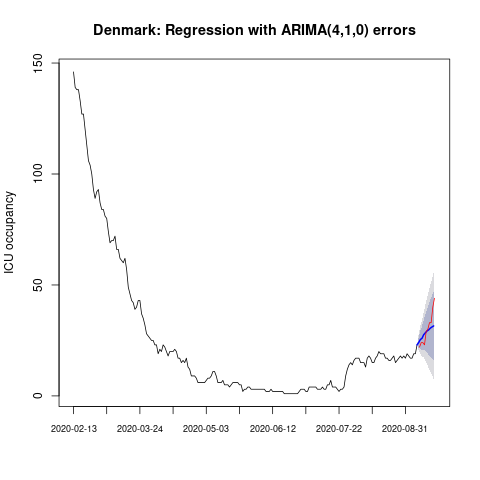 Denmark: Regression with ARIMA(4,1,0) errors
ICU occupancy
150
100
50
0
2020-02-13 2020-03-24 2020-05-03 2020-06-12 2020-07-22 2020-08-31